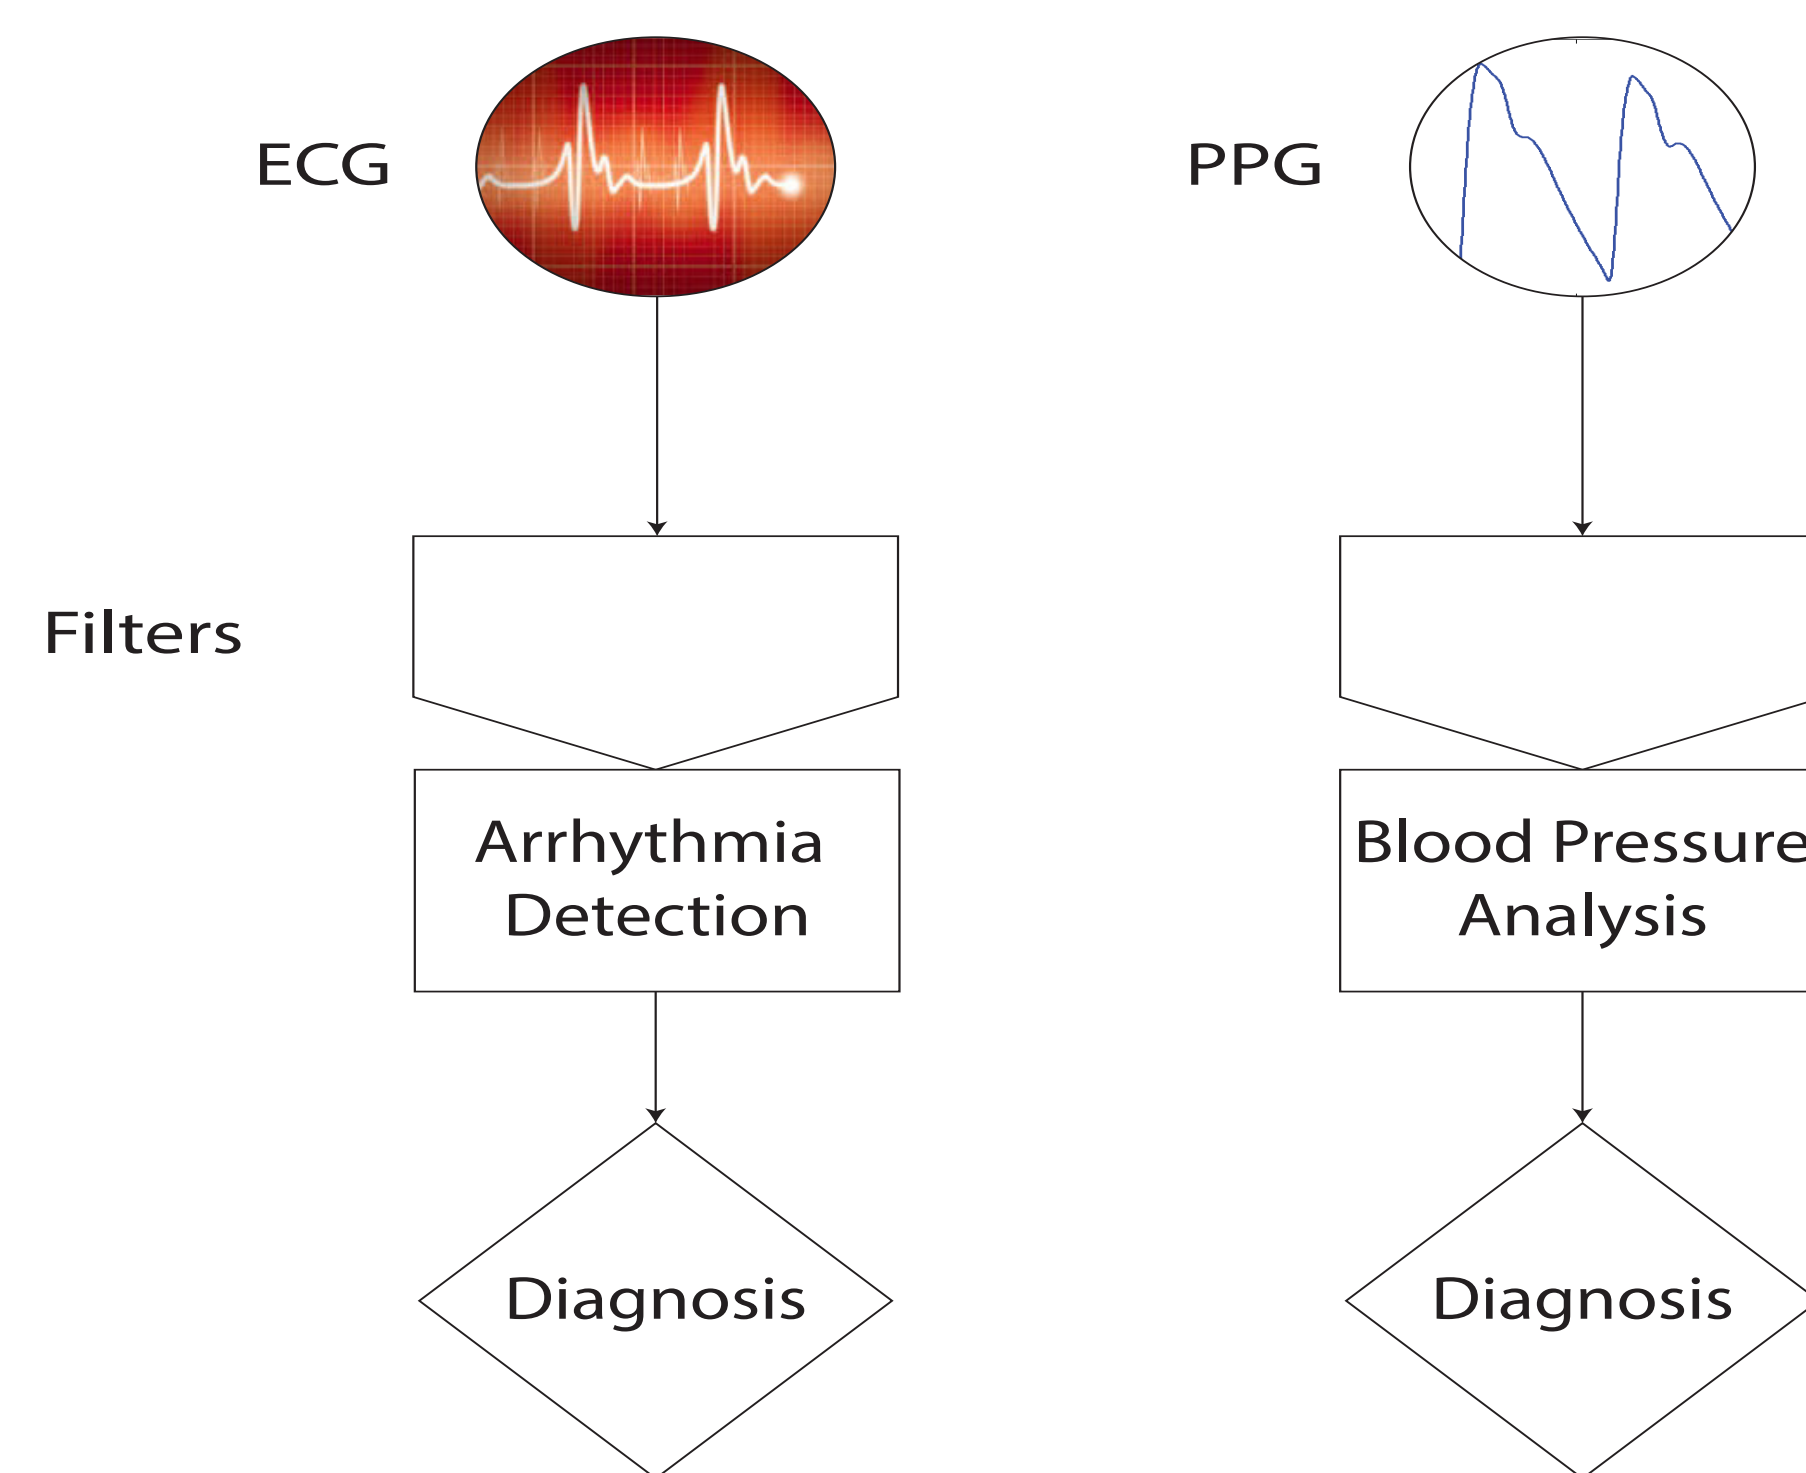 ECG
PPG
Filters
Arrhythmia
Detection
Blood Pressure
Analysis
Diagnosis
Diagnosis